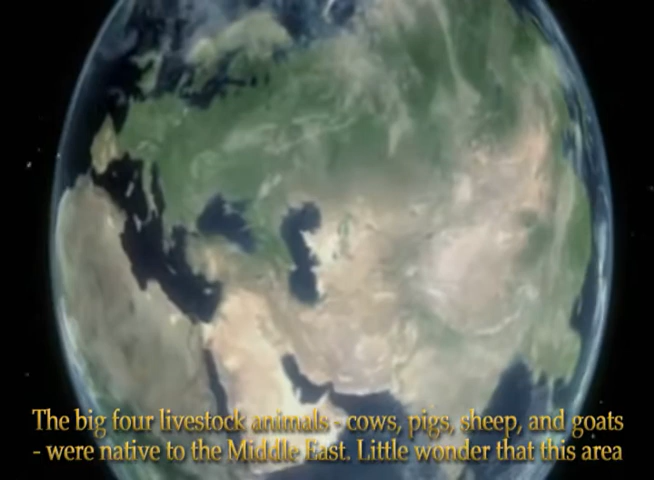 The big four livestock animals - cows, pigs, sheep, and goats
- were native to the Middle East. Little wonder that this area